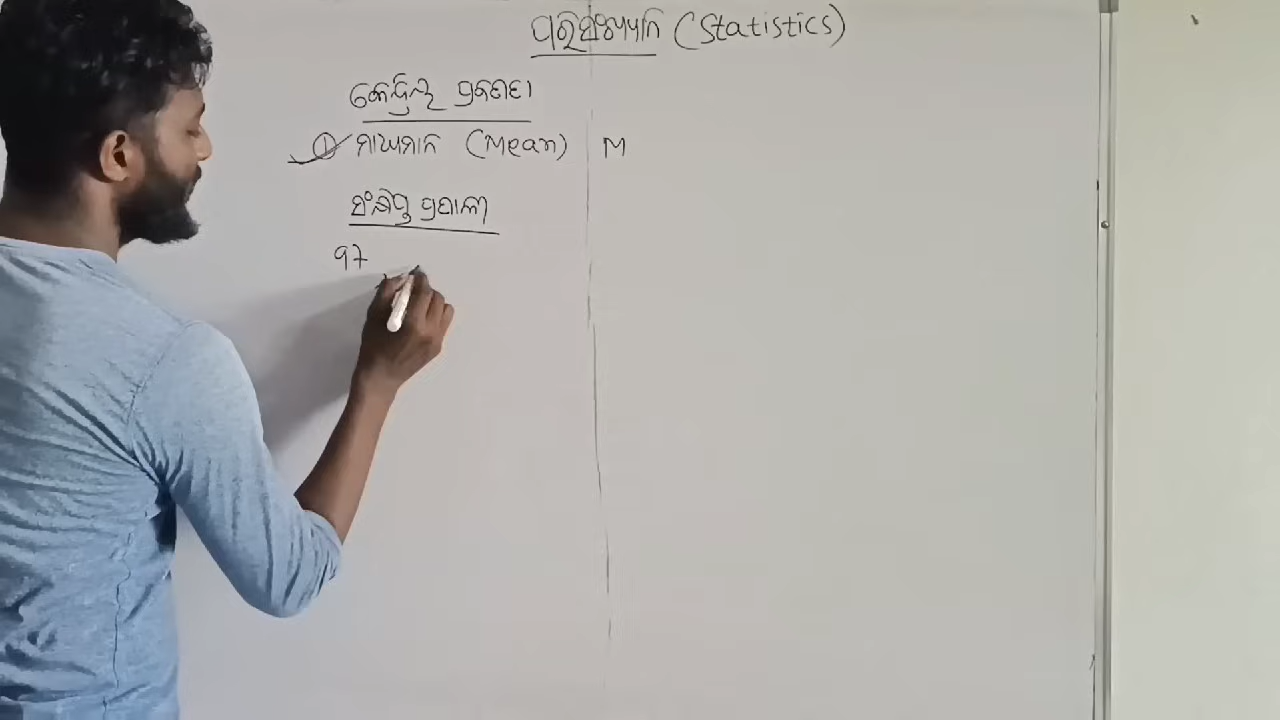 ପରିସଂଖ୍ୟାନ (Statistics)
କେନ୍ଦ୍ରୀୟ ପ୍ରବଣତା
① ମାଧ୍ୟମାନ (Mean) M
ସଂକ୍ଷିପ୍ତ ପ୍ରଣାଳୀ
97